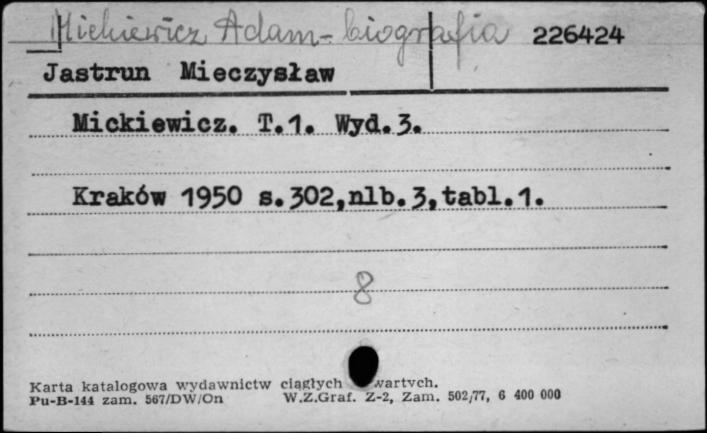 Mickiewicz Adam - biografia 226424
Jastrun Mieczysław
Mickiewicz. T.1. Wyd.3.
Kraków 1950 s.302,nlb.3,tabl.1.
8
Karta katalogowa wydawnictw ciągłych wartych.
Pu-B-144 zam. 567/DW/On W.Z.Graf. Z-2, Zam. 502/77, 6 400 000